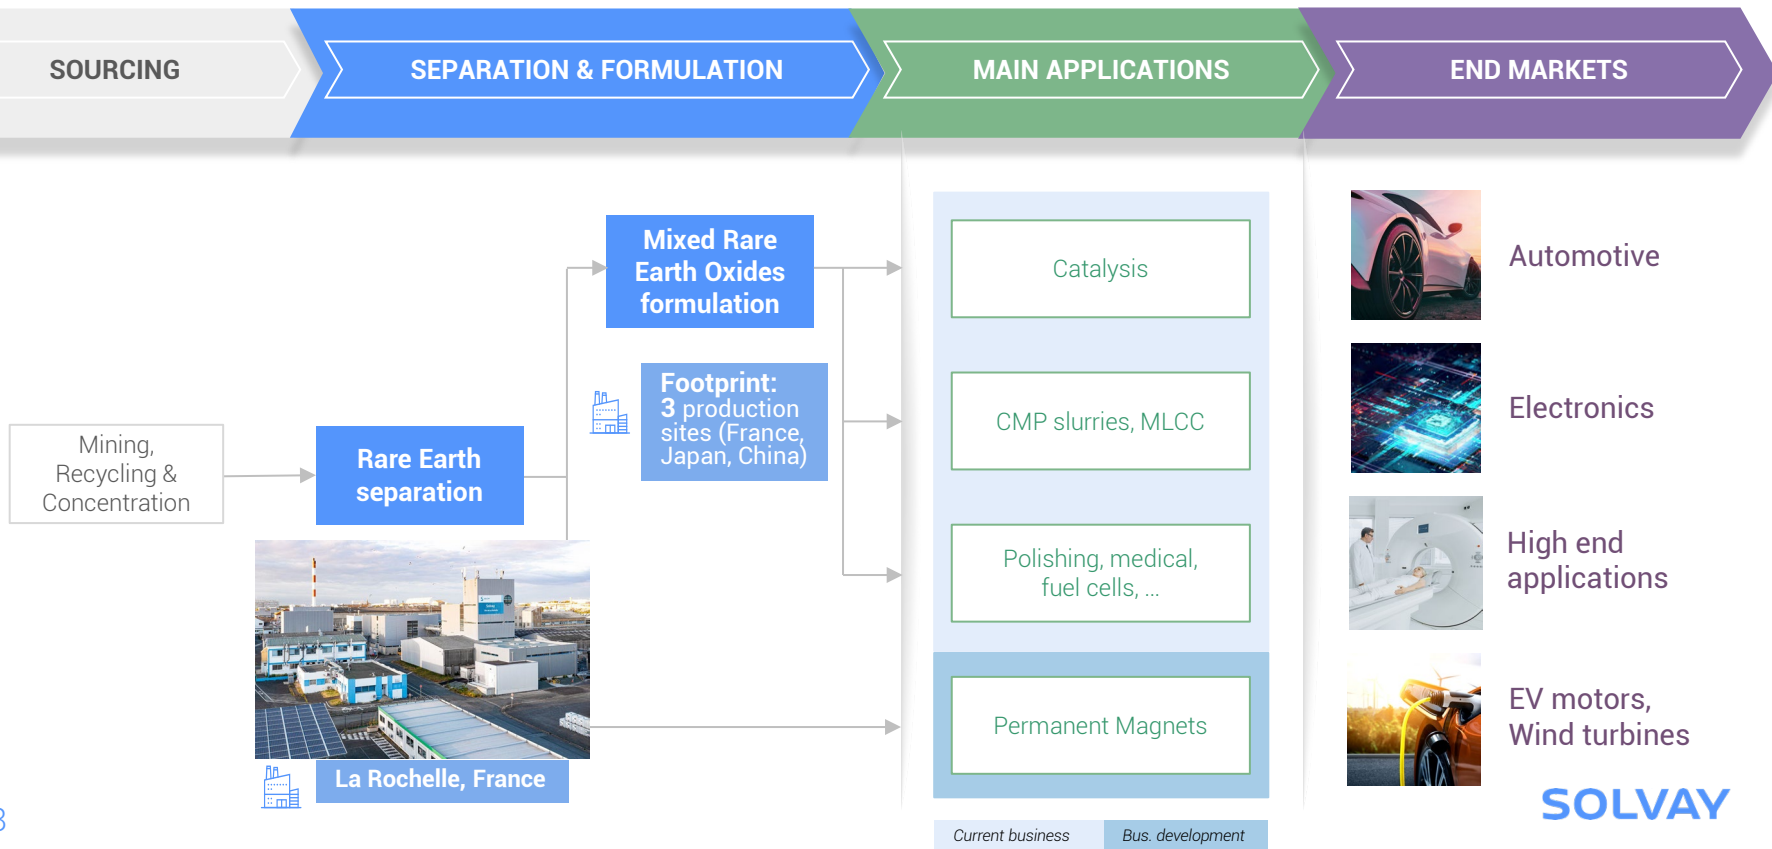 SOURCING
SEPARATION & FORMULATION
MAIN APPLICATIONS
END MARKETS
Mining,
Recycling &
Concentration
Rare Earth
separation
Mixed Rare
Earth Oxides
formulation
Footprint:
3 production
sites (France,
Japan, China)
La Rochelle, France
Catalysis
CMP slurries, MLCC
Polishing, medical,
fuel cells, ...
Permanent Magnets
Current business
Bus. development
Automotive
Electronics
High end
applications
EV motors,
Wind turbines
SOLVAY